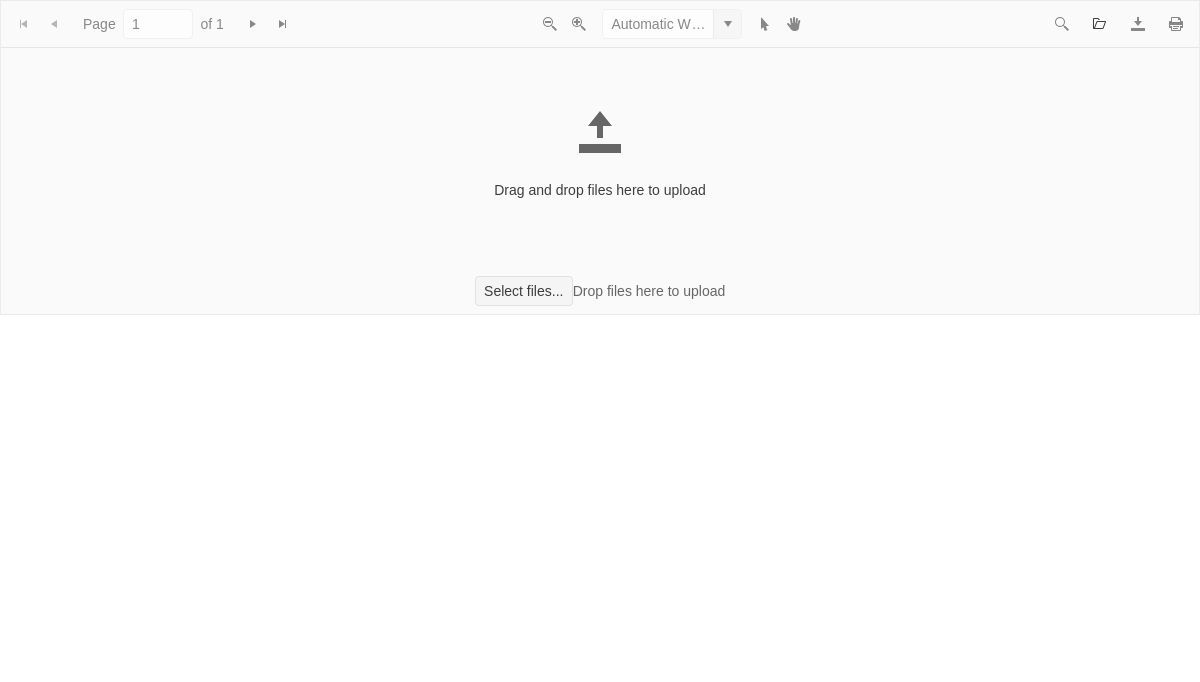 Page 1 of 1 Automatic W...
Drag and drop files here to upload
Select files... Drop files here to upload